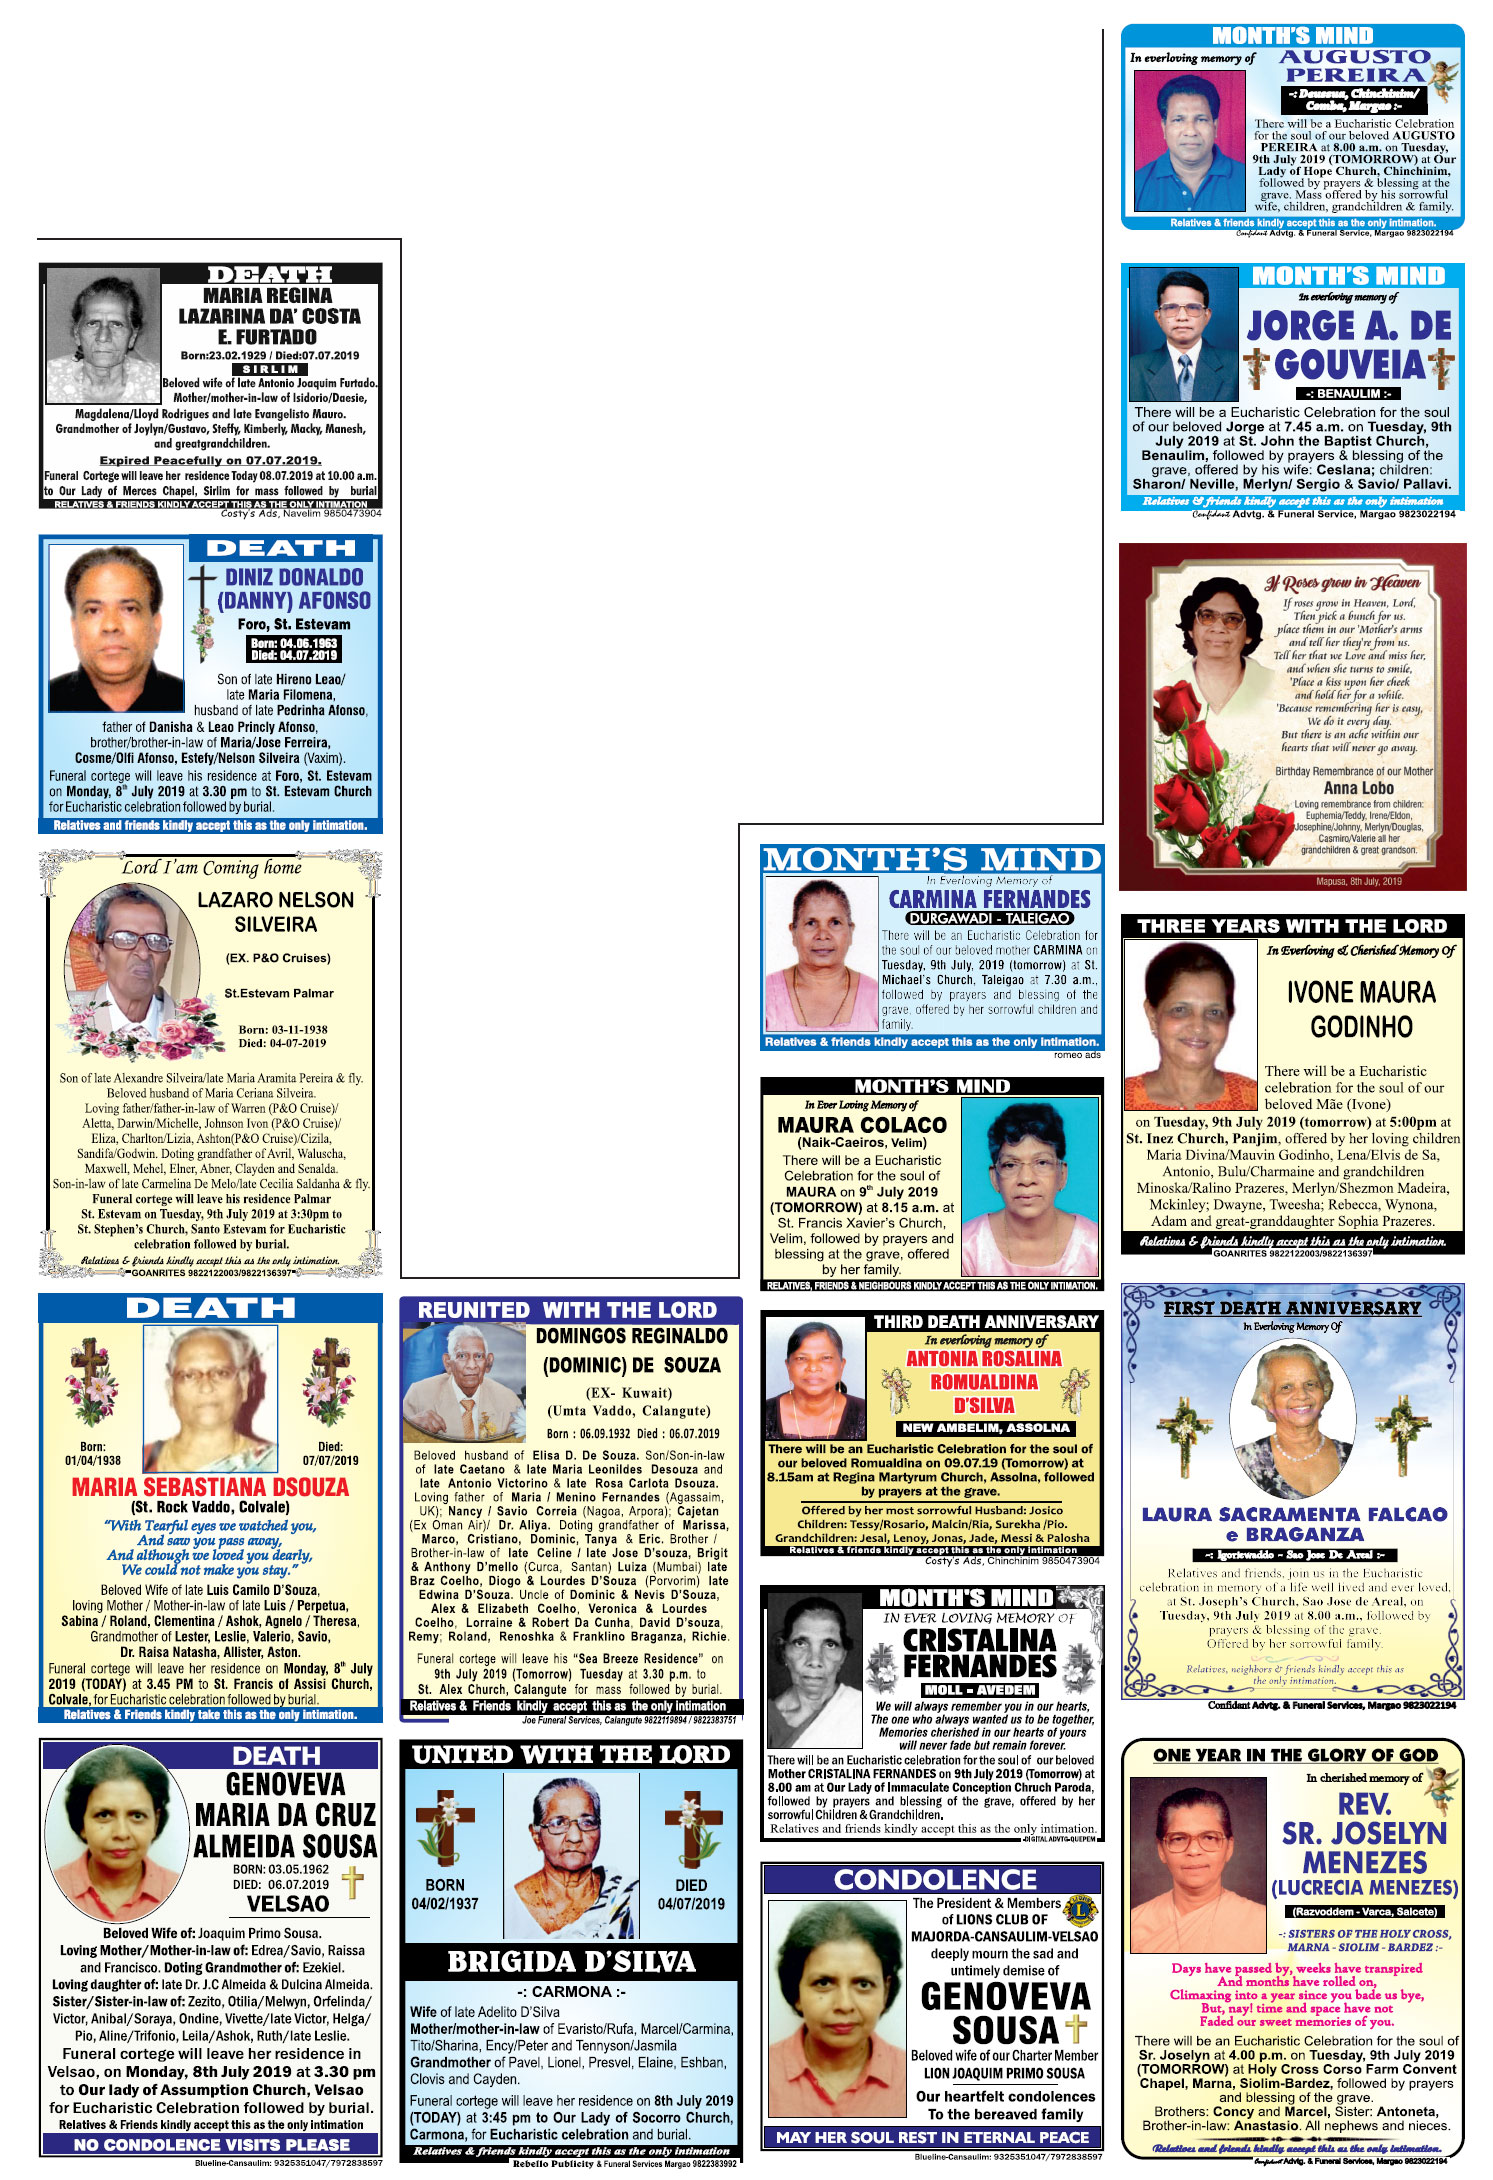 DEATH
MARIA REGINA
LAZARINA DA' COSTA
E. FURTADO
Born:23.02.1929 / Died:07.07.2019
SIRLIM
Beloved wife of late Antonio Joaquim Furtado.
Mother/mother-in-law of Isidorio/Daesie,
Magdalena/Lloyd Rodrigues and late Evangelisto Mauro.
Grandmother of Joylyn/Gustavo, Steffy, Kimberly, Macky, Manesh,
and greatgrandchildren.
Expired Peacefully on 07.07.2019.
Funeral Cortege will leave her residence Today 08.07.2019 at 10.00 a.m.
to Our Lady of Merces Chapel, Sirlim for mass followed by burial
RELATIVES & FRIENDS KINDLY ACCEPT THIS AS THE ONLY INTIMATION
Costy's Ads, Navelim 9850473904
DEATH
DINIZ DONALDO
(DANNY) AFONSO
Foro, St. Estevam
Born: 04.06.1963
Died: 04.07.2019
Son of late Hireno Leao/
late Maria Filomena,
husband of late Pedrinha Afonso,
father of Danisha & Leao Princly Afonso,
brother/brother-in-law of Maria/Jose Ferreira,
Cosme/Olfi Afonso, Estefy/Nelson Silveira (Vaxim).
Funeral cortege will leave his residence at Foro, St. Estevam
on Monday, 8th July 2019 at 3.30 pm to St. Estevam Church
for Eucharistic celebration followed by burial.
Relatives and friends kindly accept this as the only intimation.
Lord I'am Coming home
LAZARO NELSON
SILVEIRA
(EX. P&O Cruises)
St.Estevam Palmar
Born: 03-11-1938
Died: 04-07-2019
Son of late Alexandre Silveira/late Maria Aramita Pereira & fly.
Beloved husband of Maria Ceriana Silveira.
Loving father/father-in-law of Warren (P&O Cruise)/
Aletta, Darwin/Michelle, Johnson Ivon (P&O Cruise)/
Eliza, Charlton/Lizia, Ashton(P&O Cruise)/Cizila,
Sandifa/Godwin. Doting grandfather of Avril, Waluscha,
Maxwell, Mehel, Elner, Abner, Clayden and Senalda.
Son-in-law of late Carmelina De Melo/late Cecilia Saldanha & fly.
Funeral cortege will leave his residence Palmar
St. Estevam on Tuesday, 9th July 2019 at 3:30pm to
St. Stephen's Church, Santo Estevam for Eucharistic
celebration followed by burial.
Relatives & friends kindly accept this as the only intimation.
GOANRITES 9822122003/9822136397
DEATH
Born:
01/04/1938
Died:
07/07/2019
MARIA SEBASTIANA DSOUZA
(St. Rock Vaddo, Colvale)
"With Tearful eyes we watched you,
And saw you pass away,
And although we loved you dearly,
We could not make you stay."
Beloved Wife of late Luis Camilo D'Souza,
loving Mother / Mother-in-law of late Luis / Perpetua,
Sabina / Roland, Clementina / Ashok, Agnelo / Theresa,
Grandmother of Lester, Leslie, Valerio, Savio,
Dr. Raisa Natasha, Allister, Aston.
Funeral cortege will leave her residence on Monday, 8th July
2019 (TODAY) at 3.45 PM to St. Francis of Assisi Church,
Colvale, for Eucharistic celebration followed by burial.
Relatives & Friends kindly take this as the only intimation.
DEATH
GENOVEVA
MARIA DA CRUZ
ALMEIDA SOUSA
BORN: 03.05.1962
DIED: 06.07.2019
VELSAO
Beloved Wife of: Joaquim Primo Sousa.
Loving Mother/Mother-in-law of: Edrea/Savio, Raissa
and Francisco. Doting Grandmother of: Ezekiel.
Loving daughter of: late Dr. J.C Almeida & Dulcina Almeida.
Sister/Sister-in-law of: Zezito, Otilia/Melwyn, Orfelinda/
Victor, Anibal/Soraya, Ondine, Vivette/late Victor, Helga/
Pio, Aline/Trifonio, Leila/Ashok, Ruth/late Leslie.
Funeral cortege will leave her residence in
Velsao, on Monday, 8th July 2019 at 3.30 pm
to Our lady of Assumption Church, Velsao
for Eucharistic Celebration followed by burial.
Relatives & Friends kindly accept this as the only intimation
NO CONDOLENCE VISITS PLEASE
Blueline-Cansaulim: 9325351047/7972838597
REUNITED WITH THE LORD
DOMINGOS REGINALDO
(DOMINIC) DE SOUZA
(EX- Kuwait)
(Umta Vaddo, Calangute)
Born : 06.09.1932 Died : 06.07.2019
Beloved husband of Elisa D. De Souza. Son/Son-in-law
of late Caetano & late Maria Leonildes Desouza and
late Antonio Victorino & late Rosa Carlota Dsouza.
Loving father of Maria / Menino Fernandes (Agassaim,
UK); Nancy / Savio Correia (Nagoa, Arpora); Cajetan
(Ex Oman Air)/ Dr. Aliya. Doting grandfather of Marissa,
Marco, Cristiano, Dominic, Tanya & Eric. Brother /
Brother-in-law of late Celine / late Jose D'souza, Brigit
& Anthony D'mello (Curca, Santan) Luiza (Mumbai) late
Braz Coelho, Diogo & Lourdes D'Souza (Porvorim) late
Edwina D'Souza. Uncle of Dominic & Nevis D'Souza,
Alex & Elizabeth Coelho, Veronica & Lourdes
Coelho, Lorraine & Robert Da Cunha, David D'souza,
Remy; Roland, Renoshka & Franklino Braganza, Richie.
Funeral cortege will leave his "Sea Breeze Residence" on
9th July 2019 (Tomorrow) Tuesday at 3.30 p.m. to
St. Alex Church, Calangute for mass followed by burial.
Relatives & Friends kindly accept this as the only intimation
Joe Funeral Services, Calangute 9822119894 / 9822383751
UNITED WITH THE LORD
BORN
04/02/1937
DIED
04/07/2019
BRIGIDA D'SILVA
-: CARMONA :-
Wife of late Adelito D'Silva
Mother/mother-in-law of Evaristo/Rufa, Marcel/Carmina,
Tito/Sharina, Ency/Peter and Tennyson/Jasmila
Grandmother of Pavel, Lionel, Presvel, Elaine, Eshban,
Clovis and Cayden.
Funeral cortege will leave her residence on 8th July 2019
(TODAY) at 3:45 pm to Our Lady of Socorro Church,
Carmona, for Eucharistic celebration and burial.
Relatives & friends kindly accept this as the only intimation
Rebello Publicity & Funeral Services Margao 9822383992
MONTH'S MIND
In Everloving Memory of
CARMINA FERNANDES
DURGAWADI - TALEIGAO
There will be an Eucharistic Celebration for
the soul of our beloved mother CARMINA on
Tuesday, 9th July, 2019 (tomorrow) at St.
Michael's Church, Taleigao at 7.30 a.m.,
followed by prayers and blessing of the
grave, offered by her sorrowful children and
family.
Relatives & friends kindly accept this as the only intimation.
romeo ads
MONTH'S MIND
In Ever Loving Memory of
MAURA COLACO
(Naik-Caeiros, Velim)
There will be a Eucharistic
Celebration for the soul of
MAURA on 9th July 2019
(TOMORROW) at 8.15 a.m. at
St. Francis Xavier's Church,
Velim, followed by prayers and
blessing at the grave, offered
by her family.
RELATIVES, FRIENDS & NEIGHBOURS KINDLY ACCEPT THIS AS THE ONLY INTIMATION.
THIRD DEATH ANNIVERSARY
In everloving memory of
ANTONIA ROSALINA
ROMUALDINA
D'SILVA
NEW AMBELIM, ASSOLNA
There will be an Eucharistic Celebration for the soul of
our beloved Romualdina on 09.07.19 (Tomorrow) at
8.15am at Regina Martyrum Church, Assolna, followed
by prayers at the grave.
Offered by her most sorrowful Husband: Josico
Children: Tessy/Rosario, Malcin/Ria, Surekha /Pio.
Grandchildren: Jesal, Lenoy, Jonas, Jade, Messi & Palosha
Relatives & friends kindly accept this as the only intimation
Costy's Ads, Chinchinim 9850473904
MONTH'S MIND
IN EVER LOVING MEMORY OF
CRISTALINA
FERNANDES
MOLL - AVEDEM
We will always remember you in our hearts,
The one who always wanted us to be together,
Memories cherished in our hearts of yours
will never fade but remain forever.
There will be an Eucharistic celebration for the soul of our beloved
Mother CRISTALINA FERNANDES on 9th July 2019 (Tomorrow) at
8.00 am at Our Lady of Immaculate Conception Chruch Paroda,
followed by prayers and blessing of the grave, offered by her
sorrowful Children & Grandchildren,
Relatives and friends kindly accept this as the only intimation.
DIGITAL ADVTG-QUEPEM
CONDOLENCE
The President & Members
of LIONS CLUB OF
MAJORDA-CANSAULIM-VELSAO
deeply mourn the sad and
untimely demise of
GENOVEVA
SOUSA
Beloved wife of our Charter Member
LION JOAQUIM PRIMO SOUSA
Our heartfelt condolences
To the bereaved family
MAY HER SOUL REST IN ETERNAL PEACE
Blueline-Cansaulim: 9325351047/7972838597
MONTH'S MIND
In everloving memory of
AUGUSTO
PEREIRA
-: Deussua, Chinchinim/
Comba, Margao :-
There will be a Eucharistic Celebration
for the soul of our beloved AUGUSTO
PEREIRA at 8.00 a.m. on Tuesday,
9th July 2019 (TOMORROW) at Our
Lady of Hope Church, Chinchinim,
followed by prayers & blessing at the
grave. Mass offered by his sorrowful
wife, children, grandchildren & family.
Relatives & friends kindly accept this as the only intimation.
Confidant Advtg. & Funeral Service, Margao 9823022194
MONTH'S MIND
In everloving memory of
JORGE A. DE
GOUVEIA
-: BENAULIM :-
There will be a Eucharistic Celebration for the soul
of our beloved Jorge at 7.45 a.m. on Tuesday, 9th
July 2019 at St. John the Baptist Church,
Benaulim, followed by prayers & blessing of the
grave, offered by his wife: Ceslana; children:
Sharon/ Neville, Merlyn/ Sergio & Savio/ Pallavi.
Relatives & friends kindly accept this as the only intimation
Confidant Advtg. & Funeral Service, Margao 9823022194
If Roses grow in Heaven
If roses grow in Heaven, Lord,
Then pick a bunch for us.
place them in our 'Mother's arms
and tell her they're from us.
Tell her that we Love and miss her,
and when she turns to smile,
'Place a kiss upon her cheek
and hold her for a while.
'Because remembering her is easy,
We do it every day.
But there is an ache within our
hearts that will never go away.
Birthday Remembrance of our Mother
Anna Lobo
Loving remembrance from children:
Euphemia/Teddy, Irene/Eldon,
Josephine/Johnny, Merlyn/Douglas,
Casmiro/Valerie all her
grandchildren & great grandson.
Mapusa, 8th July, 2019
THREE YEARS WITH THE LORD
In Everloving & Cherished Memory Of
IVONE MAURA
GODINHO
There will be a Eucharistic
celebration for the soul of our
beloved Mãe (Ivone)
on Tuesday, 9th July 2019 (tomorrow) at 5:00pm at
St. Inez Church, Panjim, offered by her loving children
Maria Divina/Mauvin Godinho, Lena/Elvis de Sa,
Antonio, Bulu/Charmaine and grandchildren
Minoska/Ralino Prazeres, Merlyn/Shezmon Madeira,
Mckinley; Dwayne, Tweesha; Rebecca, Wynona,
Adam and great-granddaughter Sophia Prazeres.
Relatives & friends kindly accept this as the only intimation.
GOANRITES 9822122003/9822136397
FIRST DEATH ANNIVERSARY
In Everloving Memory Of
LAURA SACRAMENTA FALCAO
e BRAGANZA
-: Igoriewaddo - Sao Jose De Areal :-
Relatives and friends, join us in the Eucharistic
celebration in memory of a life well lived and ever loved,
at St. Joseph's Church, Sao Jose de Areal, on
Tuesday, 9th July 2019 at 8.00 a.m., followed by
prayers & blessing of the grave.
Offered by her sorrowful family.
Relatives, neighbors & friends kindly accept this as
the only intimation.
Confidant Advtg. & Funeral Services, Margao 9823022194
ONE YEAR IN THE GLORY OF GOD
In cherished memory of
REV.
SR. JOSELYN
MENEZES
(LUCRECIA MENEZES)
(Razvoddem - Varca, Salcete)
-: SISTERS OF THE HOLY CROSS,
MARNA - SIOLIM - BARDEZ :-
Days have passed by, weeks have transpired
And months have rolled on,
Climaxing into a year since you bade us bye,
But, nay! time and space have not
Faded our sweet memories of you.
There will be an Eucharistic Celebration for the soul of
Sr. Joselyn at 4.00 p.m. on Tuesday, 9th July 2019
(TOMORROW) at Holy Cross Corso Farm Convent
Chapel, Marna, Siolim-Bardez, followed by prayers
and blessing of the grave.
Brothers: Concy and Marcel, Sister: Antoneta,
Brother-in-law: Anastasio. All nephews and nieces.
Relatives and friends kindly accept this as the only intimation.
Confidant Advtg. & Funeral Services, Margao 9823022194